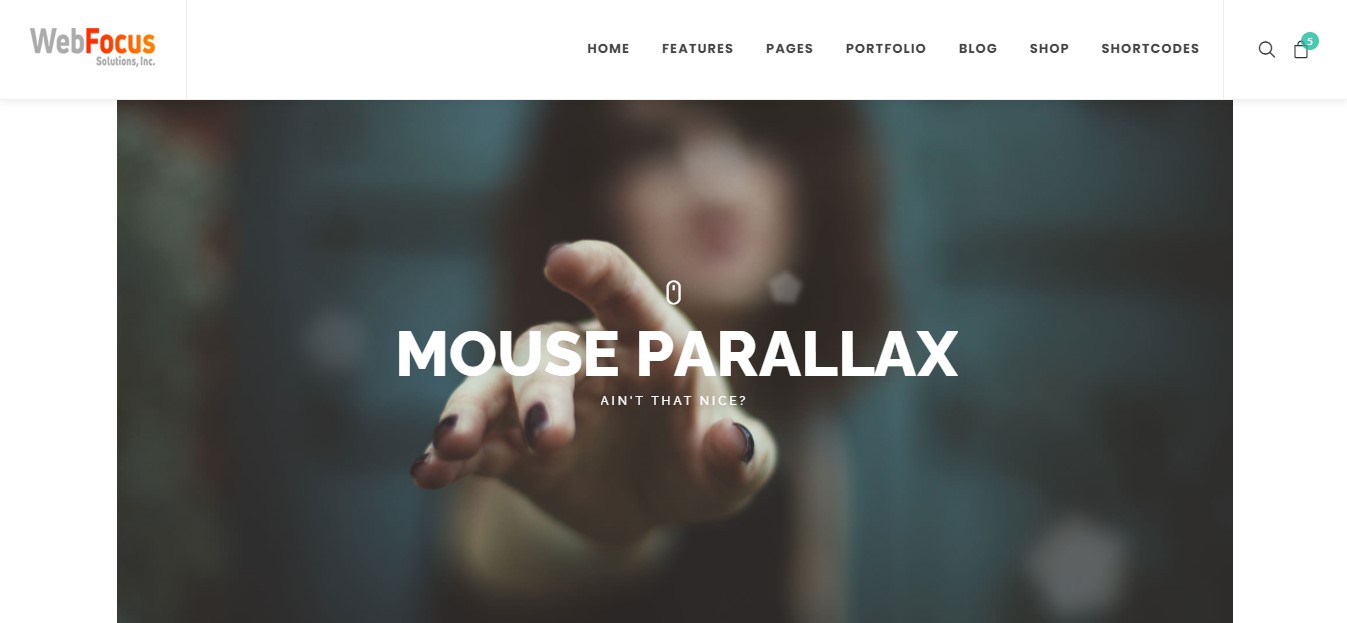 WebFocus
Solutions, Inc.
HOME FEATURES PAGES PORTFOLIO BLOG SHOP SHORTCODES
5
MOUSE PARALLAX
AIN'T THAT NICE?